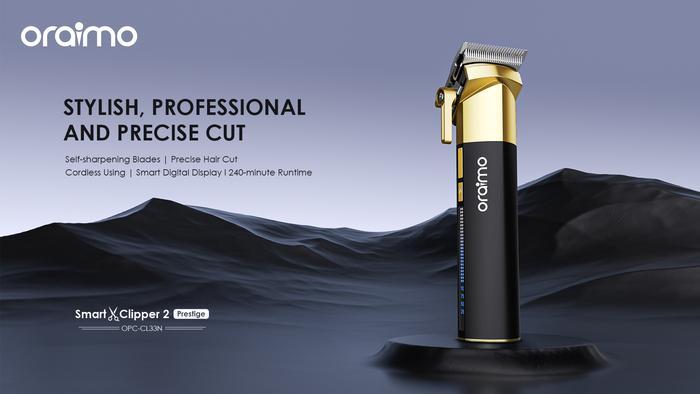 oraimo
STYLISH, PROFESSIONAL
AND PRECISE CUT
Self-sharpening Blades | Precise Hair Cut
Cordless Using | Smart Digital Display | 240-minute Runtime
oraimo
Smart Clipper 2 Prestige
OPC-CL33N